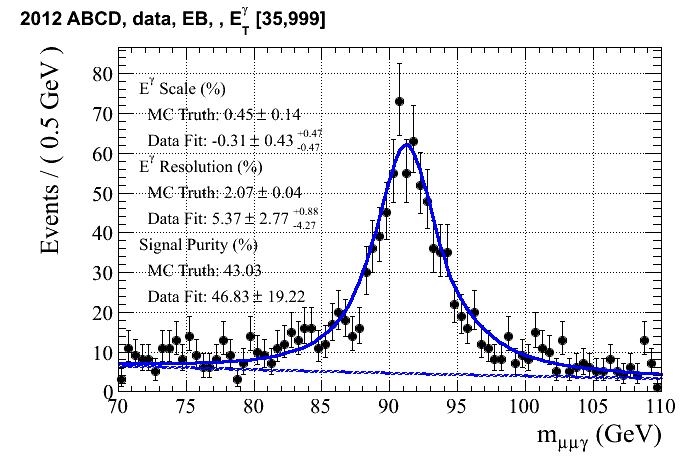 2012 ABCD, data, EB, , E_T^γ [35,999]
Events / ( 0.5 GeV )
80
70
60
50
40
30
20
10
0
E^γ Scale (%)
MC Truth: 0.45 ± 0.14
Data Fit: -0.31 ± 0.43 +0.47 -0.47
E^γ Resolution (%)
MC Truth: 2.07 ± 0.04
Data Fit: 5.37 ± 2.77 +0.88 -4.27
Signal Purity (%)
MC Truth: 43.03
Data Fit: 46.83 ± 19.22
70 75 80 85 90 95 100 105 110
m_μμγ (GeV)